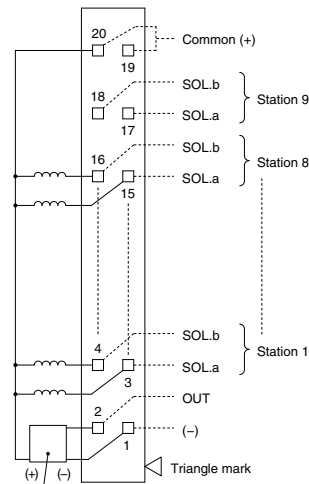 20
Common (+)
19
18
SOL.b
SOL.a
Station 9
17
16
SOL.b
SOL.a
Station 8
15
4
SOL.b
SOL.a
Station 1
3
2
OUT
(–)
1
(+) (–)
Triangle mark